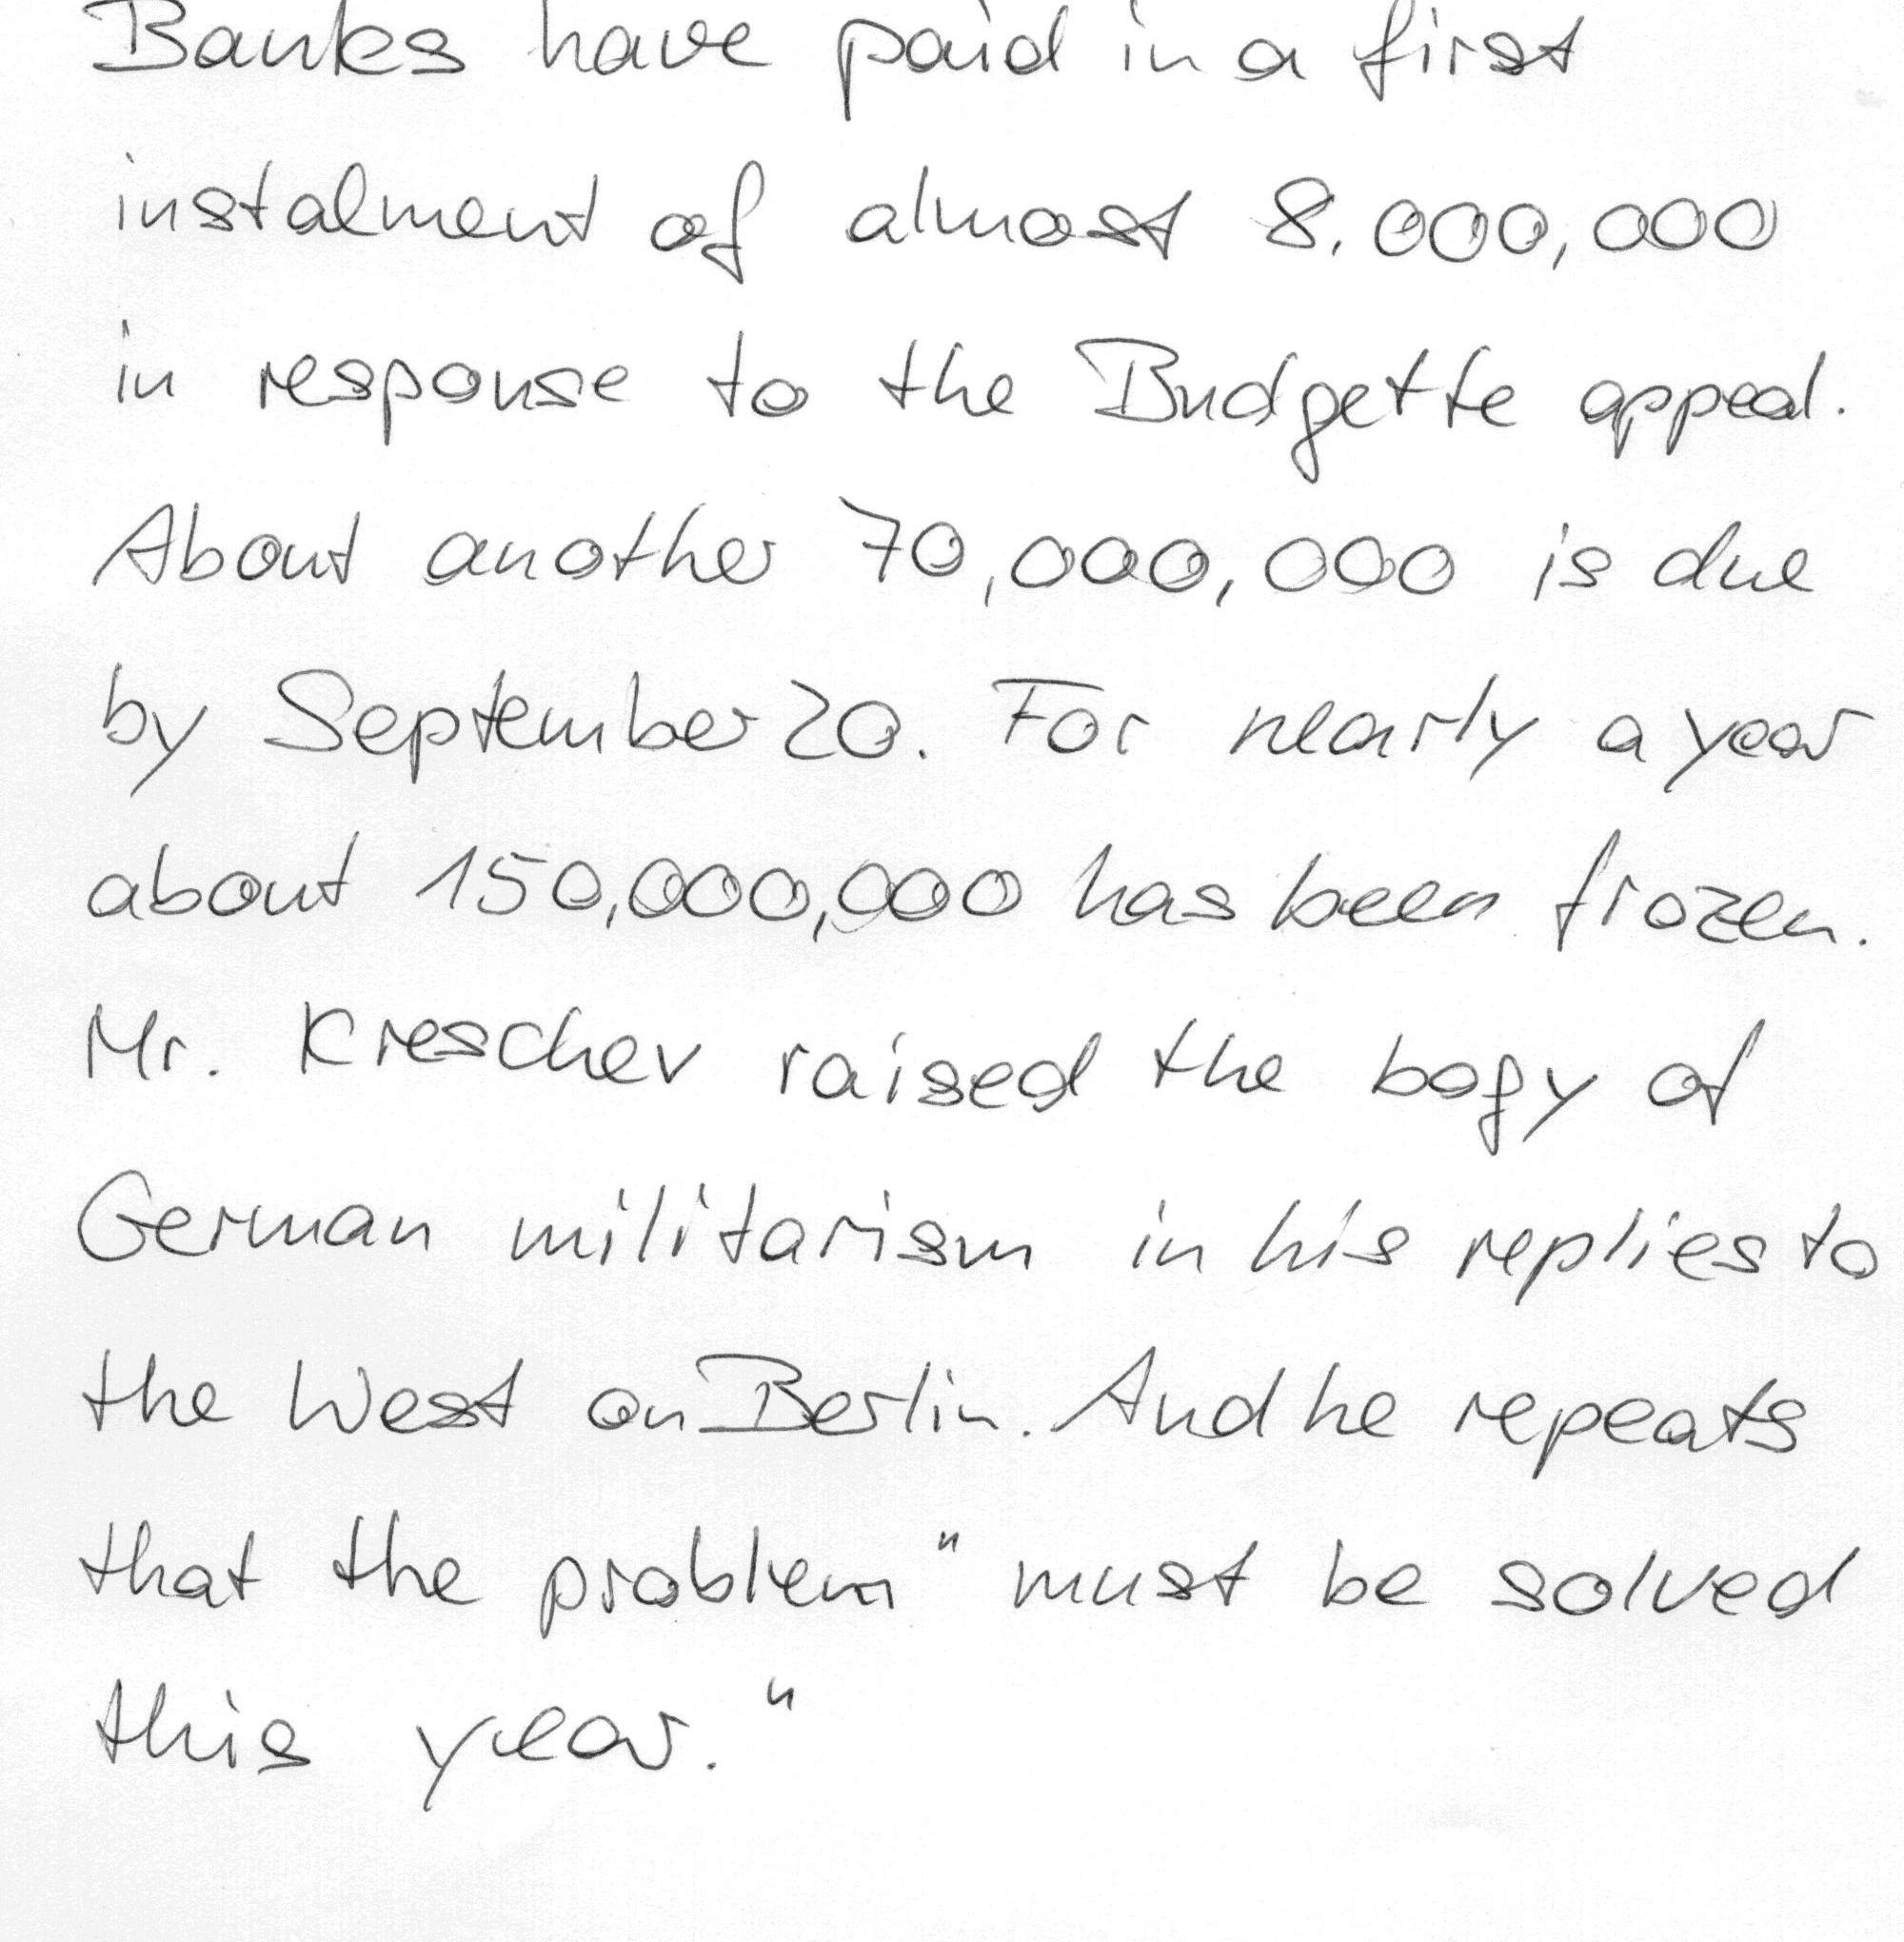 Banks have paid in a first
instalment of almost 8.000,000
in response to the Budgette appeal.
About another 70,000,000 is due
by September 20. For nearly a year
about 150,000,000 has been frozen.
Mr. Kreschev raised the bogy of
German militarism in his replies to
the West on Berlin. And he repeats
that the problem "must be solved
this year."